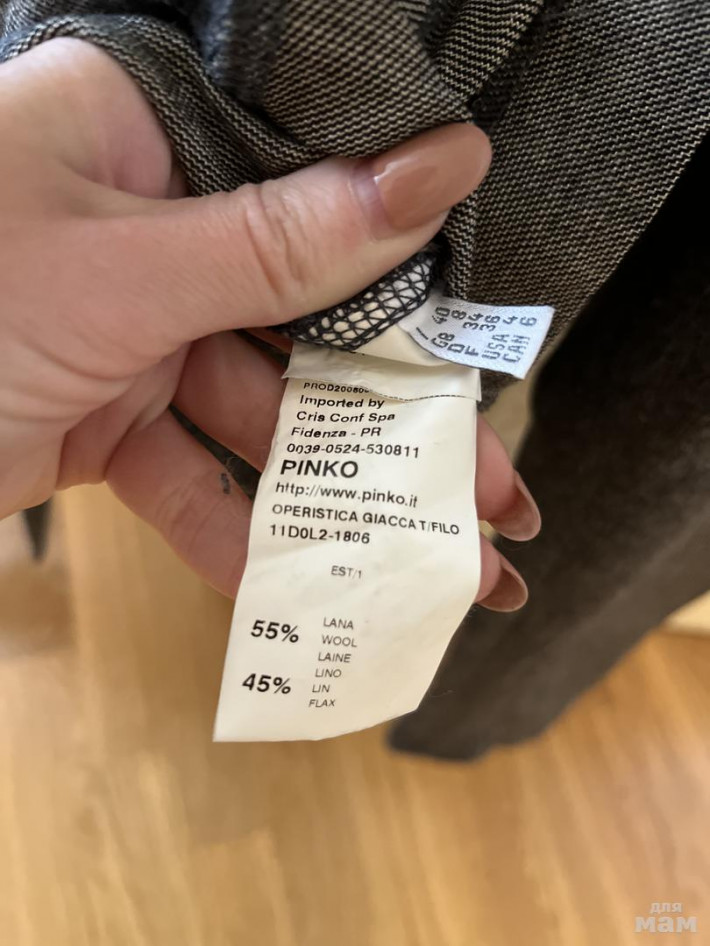 I 40
GB 8
D 34
F 36
USA 4
CAN 6
Imported by
Cris Conf Spa
Fidenza - PR
0039-0524-530811
PINKO
http://www.pinko.it
OPERISTICA GIACCA T/FILO
11D0L2-1806
EST/1
55% LANA
WOOL
LAINE
45% LINO
LIN
FLAX
для
мам